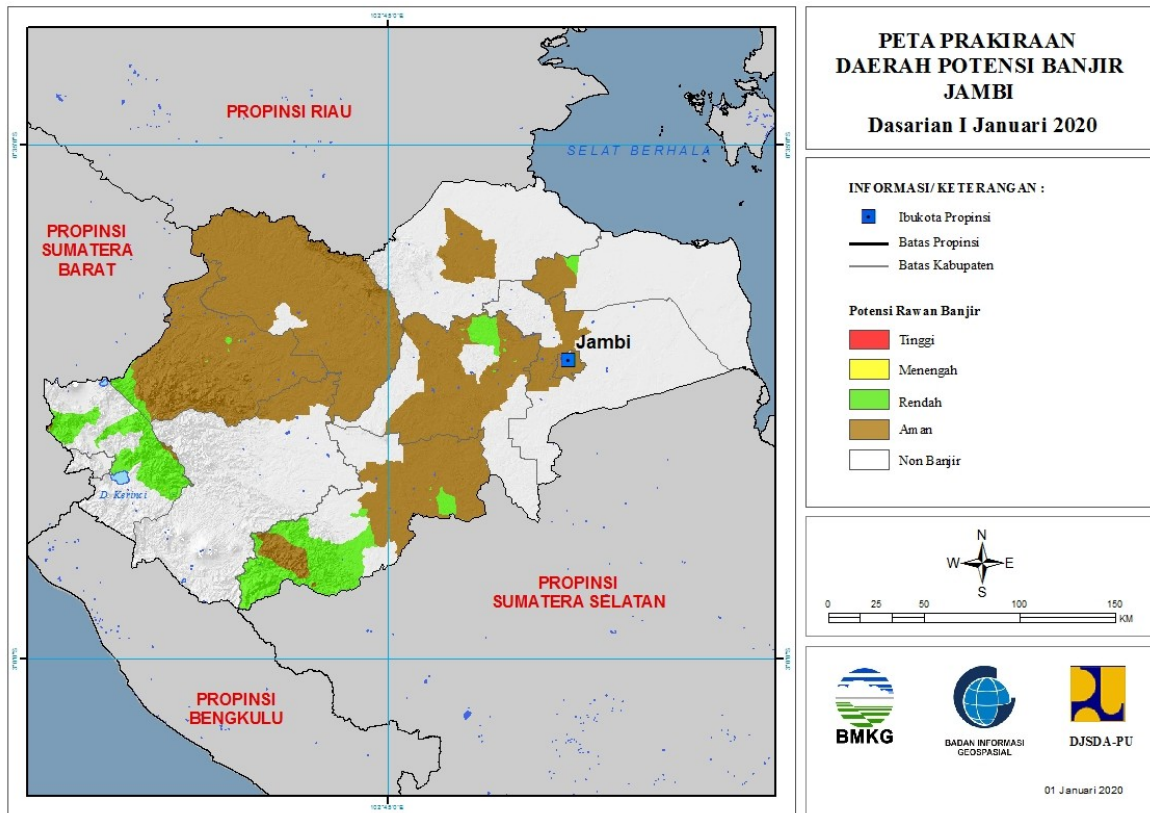 PETA PRAKIRAAN
DAERAH POTENSI BANJIR
JAMBI
Dasarian I Januari 2020
PROPINSI RIAU
SELAT BERHALA
PROPINSI
SUMATERA
BARAT
Jambi
D. Kerinci
PROPINSI
SUMATERA SELATAN
PROPINSI
BENGKULU
INFORMASI/ KETERANGAN :
Ibukota Propinsi
Batas Propinsi
Batas Kabupaten
Potensi Rawan Banjir
Tinggi
Menengah
Rendah
Aman
Non Banjir
N
W E
S
0 25 50 100 150
KM
BMKG
BADAN INFORMASI
GEOSPASIAL
DJSDA-PU
01 Januari 2020